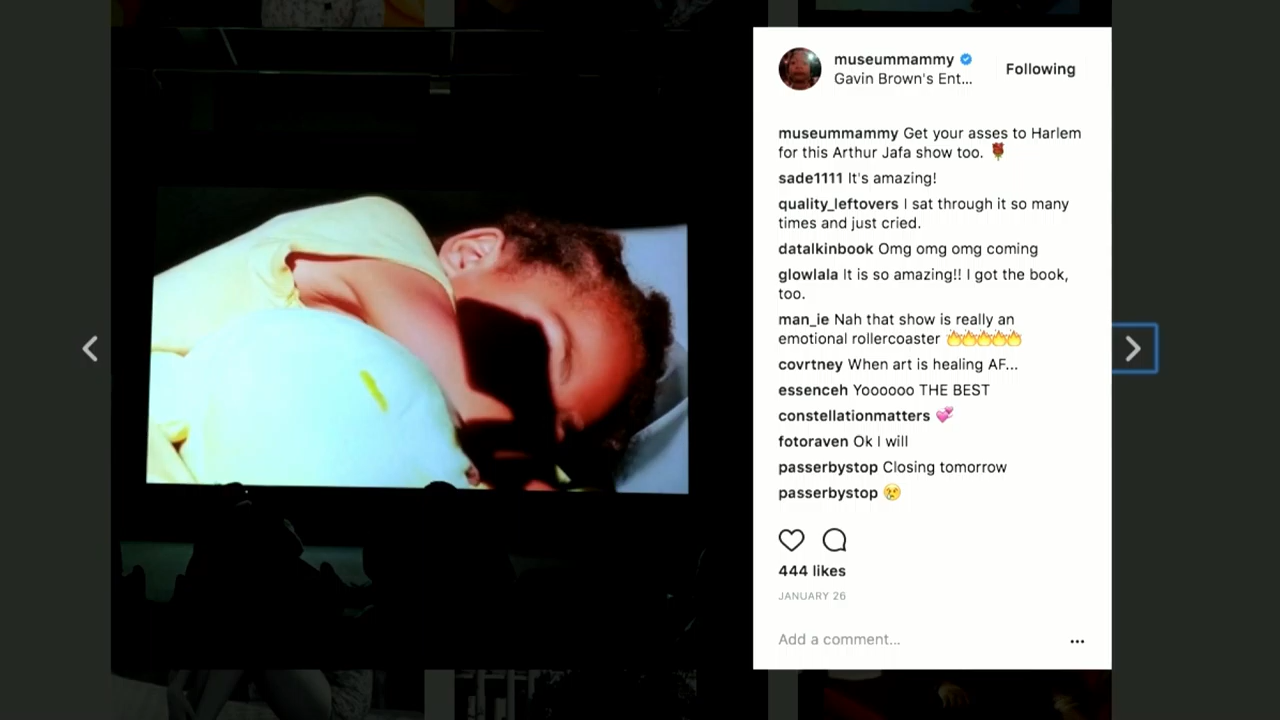 museummammy
Gavin Brown's Ent...
Following
museummammy Get your asses to Harlem
for this Arthur Jafa show too. 🌹
sade1111 It's amazing!
quality_leftovers I sat through it so many
times and just cried.
datalkinbook Omg omg omg coming
glowlala It is so amazing!! I got the book,
too.
man_ie Nah that show is really an
emotional rollercoaster 🔥🔥🔥🔥🔥
covrtney When art is healing AF...
essenceh Yoooooo THE BEST
constellationmatters 💞
fotoraven Ok I will
passerbystop Closing tomorrow
passerbystop 😢
444 likes
JANUARY 26
Add a comment...